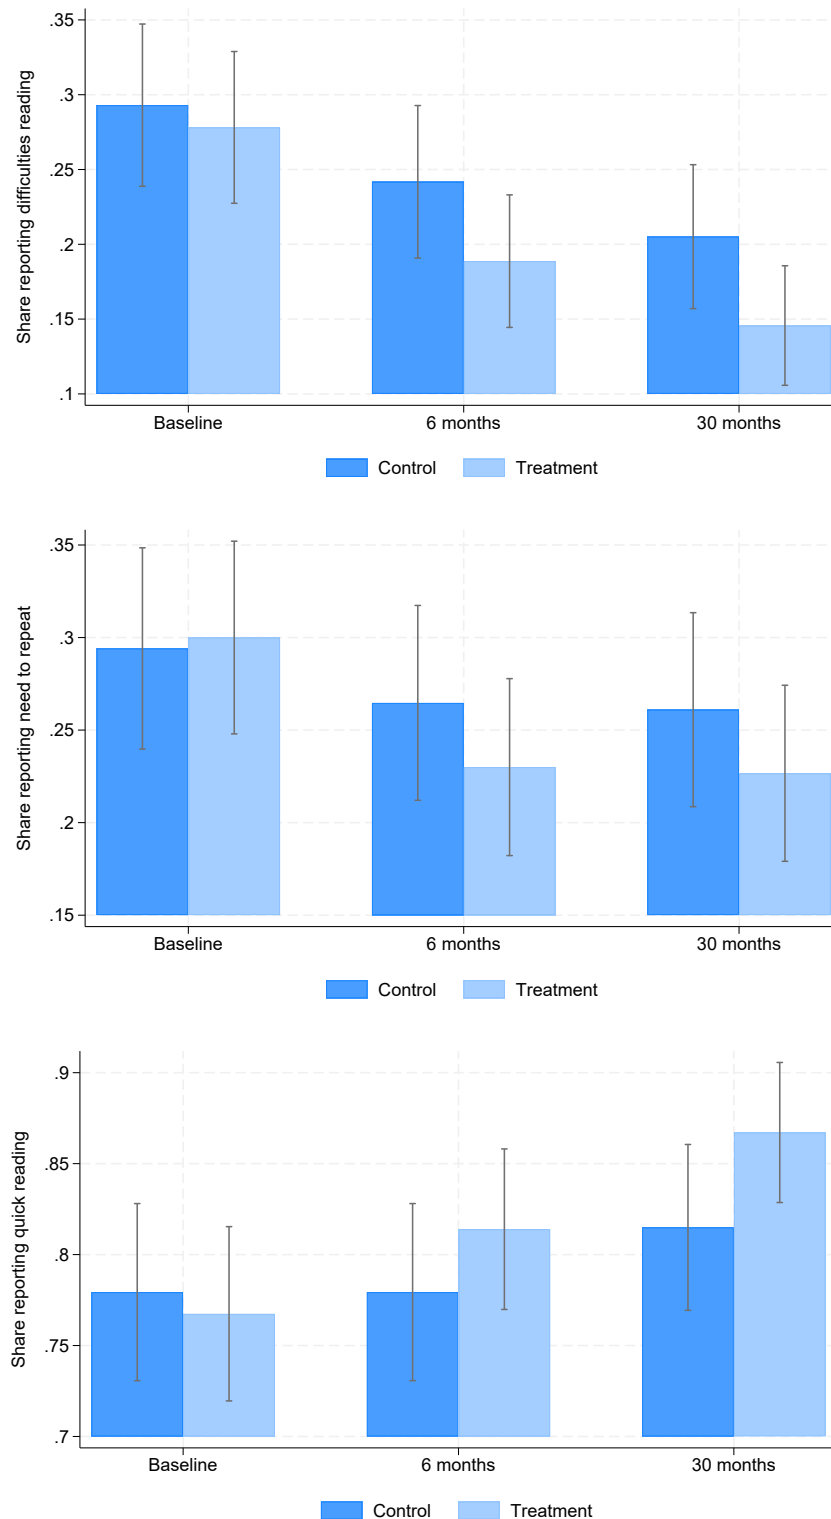 Share reporting difficulties reading
.35
.3
.25
.2
.15
.1
Baseline 6 months 30 months
Control Treatment
Share reporting need to repeat
.35
.3
.25
.2
.15
Baseline 6 months 30 months
Control Treatment
Share reporting quick reading
.9
.85
.8
.75
.7
Baseline 6 months 30 months
Control Treatment